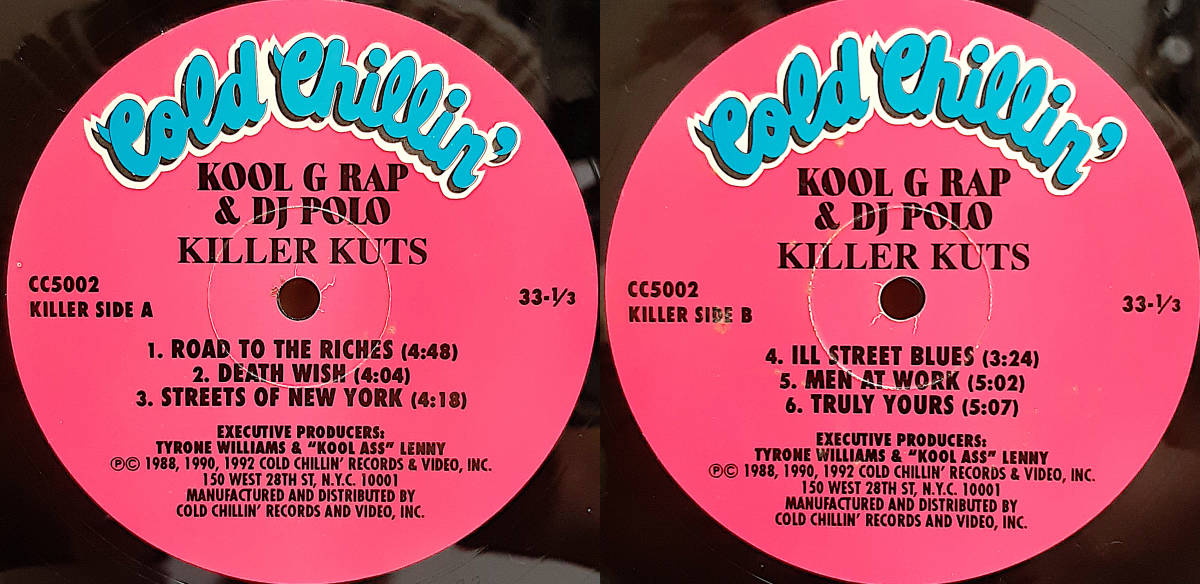 Cold Chillin'
KOOL G RAP
& DJ POLO
KILLER KUTS
CC5002
KILLER SIDE A
33-1/3
1. ROAD TO THE RICHES (4:48)
2. DEATH WISH (4:04)
3. STREETS OF NEW YORK (4:18)
EXECUTIVE PRODUCERS:
TYRONE WILLIAMS & "KOOL ASS" LENNY
℗© 1988, 1990, 1992 COLD CHILLIN' RECORDS & VIDEO, INC.
150 WEST 28TH ST, N.Y.C. 10001
MANUFACTURED AND DISTRIBUTED BY
COLD CHILLIN' RECORDS AND VIDEO, INC.
Cold Chillin'
KOOL G RAP
& DJ POLO
KILLER KUTS
CC5002
KILLER SIDE B
33-1/3
4. ILL STREET BLUES (3:24)
5. MEN AT WORK (5:02)
6. TRULY YOURS (5:07)
EXECUTIVE PRODUCERS:
TYRONE WILLIAMS & "KOOL ASS" LENNY
℗© 1988, 1990, 1992 COLD CHILLIN' RECORDS & VIDEO, INC.
150 WEST 28TH ST, N.Y.C. 10001
MANUFACTURED AND DISTRIBUTED BY
COLD CHILLIN' RECORDS AND VIDEO, INC.